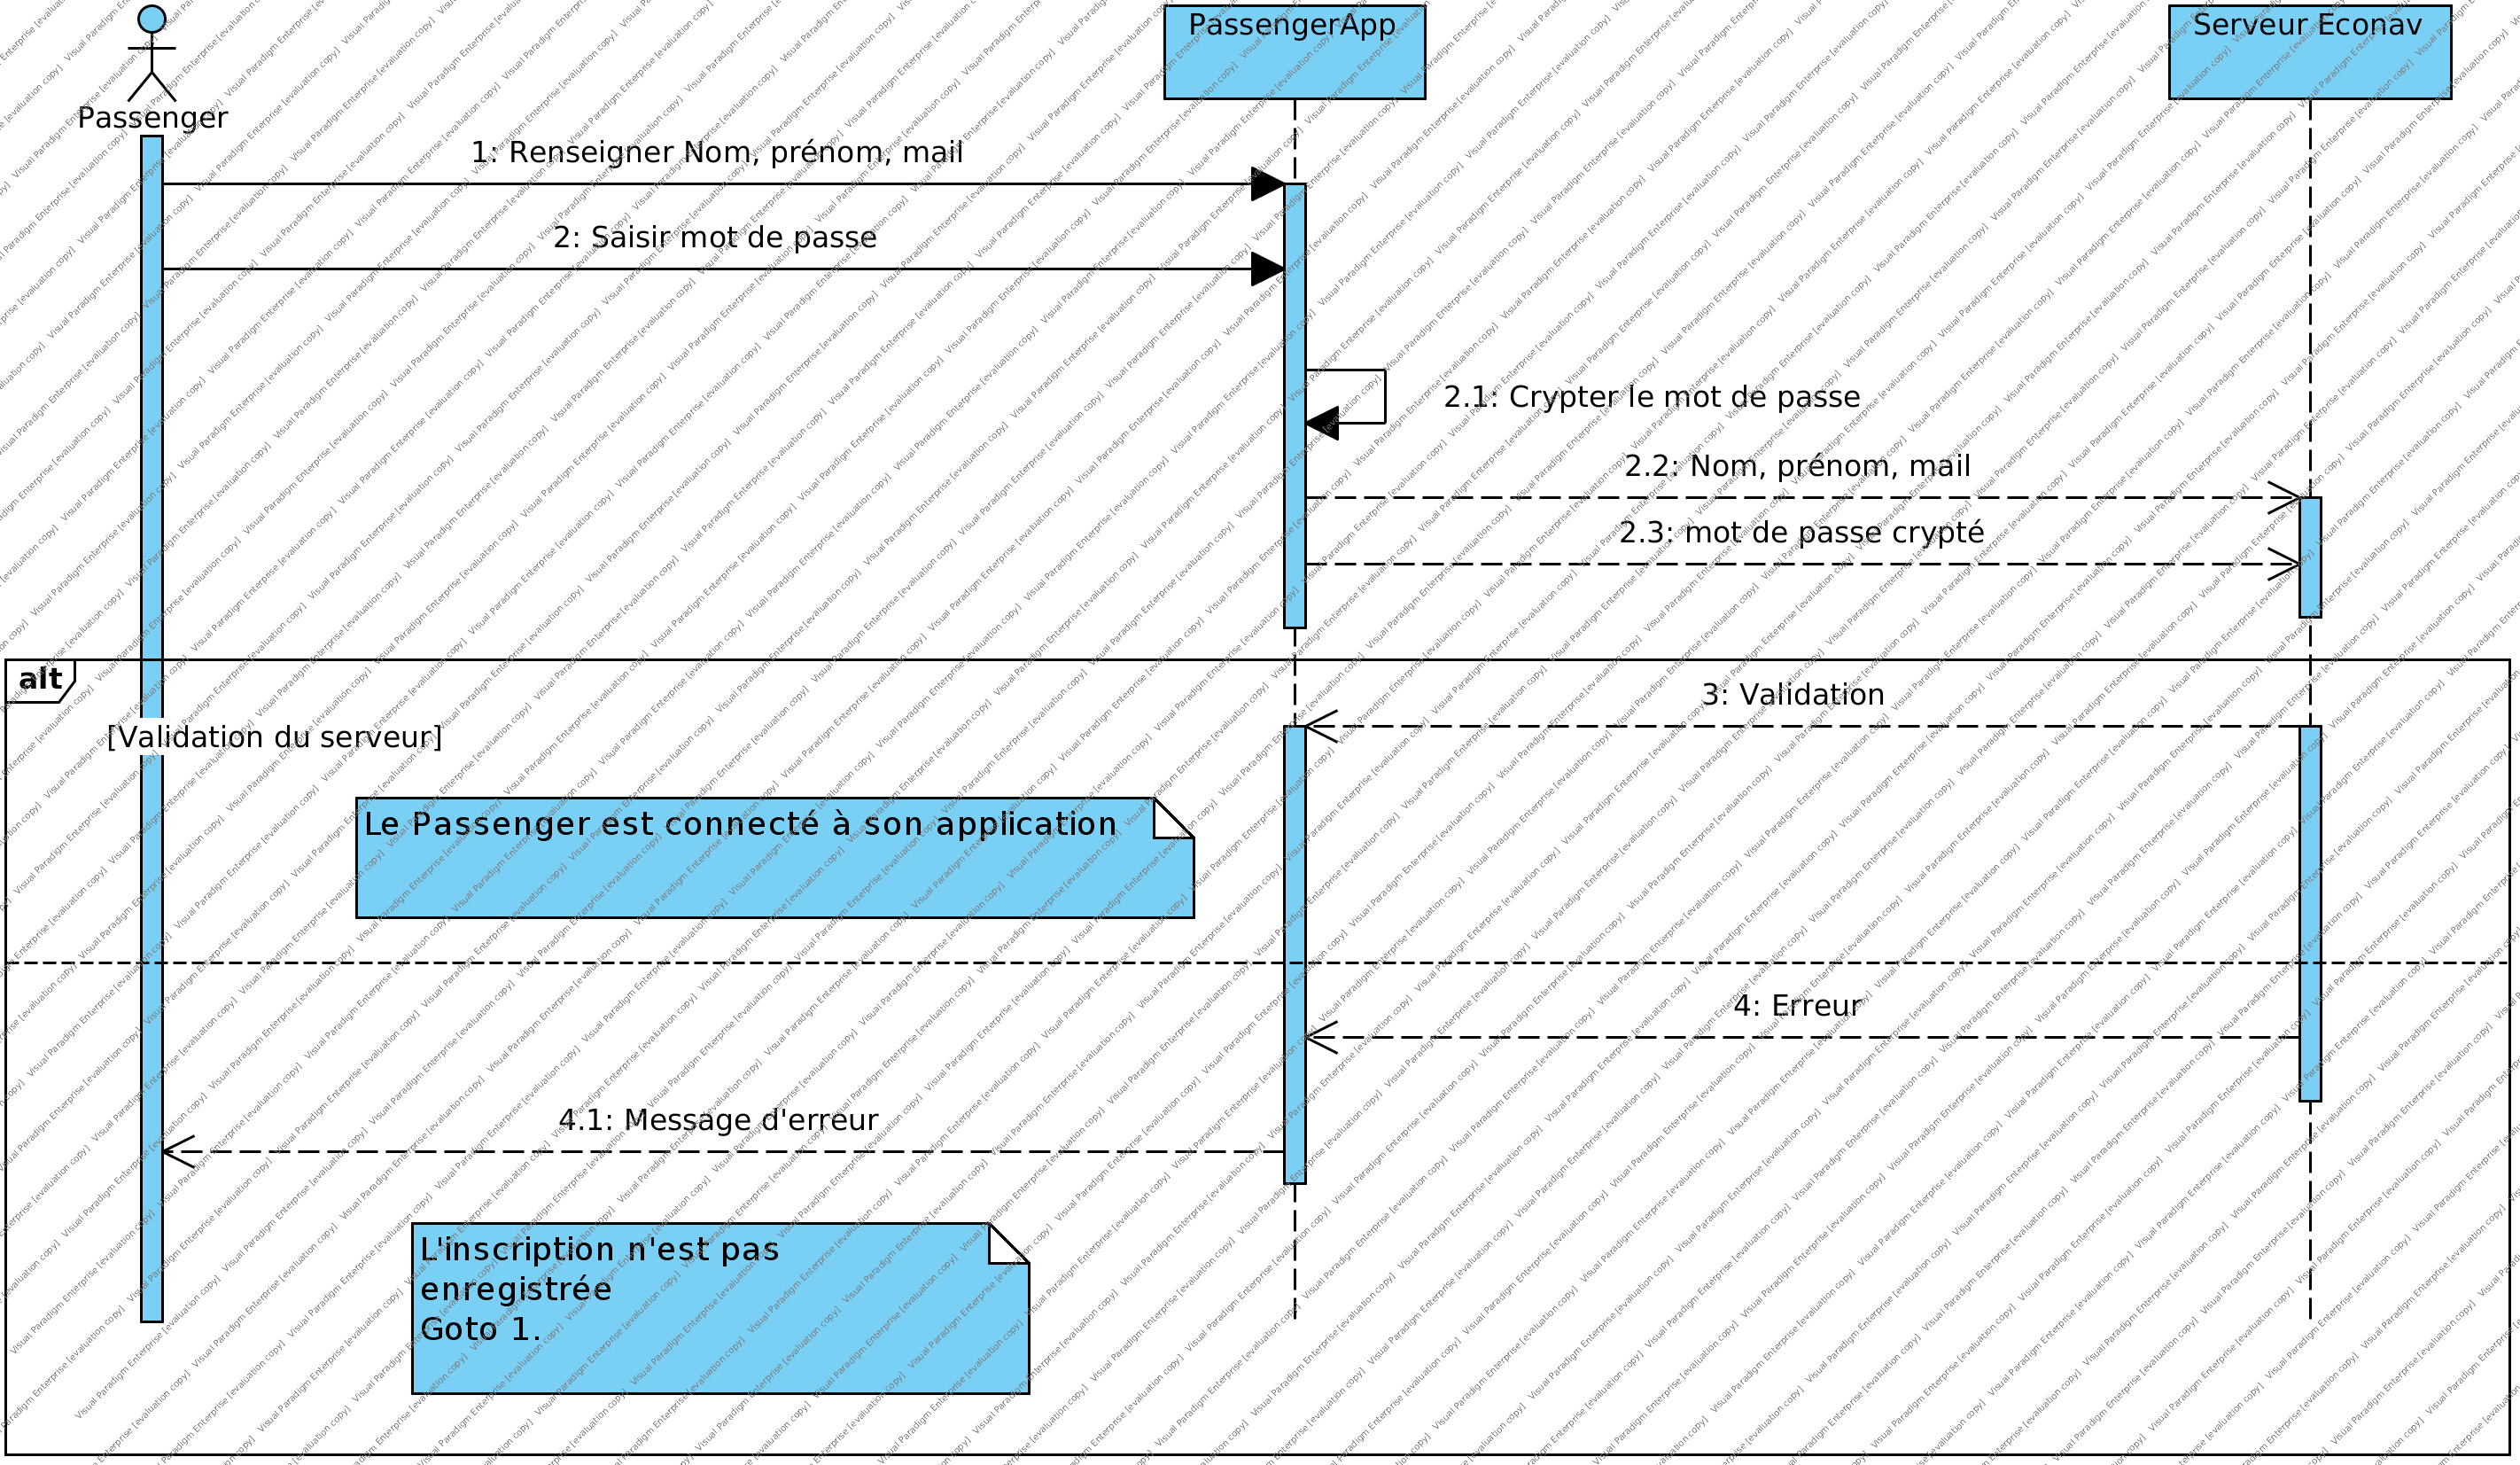 PassengerApp
Serveur Econav
Passenger
1: Renseigner Nom, prénom, mail
2: Saisir mot de passe
2.1: Crypter le mot de passe
2.2: Nom, prénom, mail
2.3: mot de passe crypté
alt
3: Validation
[Validation du serveur]
Le Passenger est connecté à son application
4: Erreur
4.1: Message d'erreur
L'inscription n'est pas
enregistrée
Goto 1.
Visual Paradigm Enterprise [evaluation copy]